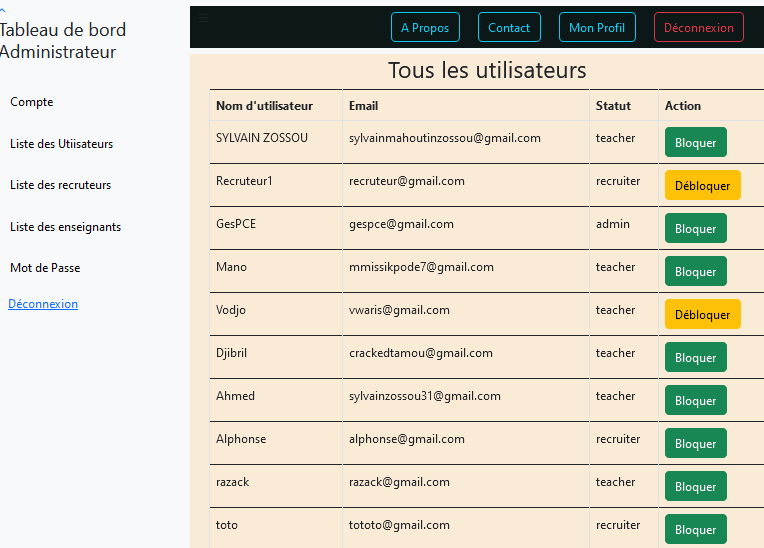 Tableau de bord
Administrateur
Compte
Liste des Utiisateurs
Liste des recruteurs
Liste des enseignants
Mot de Passe
Déconnexion
A Propos Contact Mon Profil Déconnexion
Tous les utilisateurs
Nom d'utilisateur Email Statut Action
SYLVAIN ZOSSOU sylvainmahoutinzossou@gmail.com teacher Bloquer
Recruteur1 recruteur@gmail.com recruiter Débloquer
GesPCE gespce@gmail.com admin Bloquer
Mano mmissikpode7@gmail.com teacher Bloquer
Vodjo vwaris@gmail.com teacher Débloquer
Djibril crackedtamou@gmail.com teacher Bloquer
Ahmed sylvainzossou31@gmail.com teacher Bloquer
Alphonse alphonse@gmail.com recruiter Bloquer
razack razack@gmail.com teacher Bloquer
toto tototo@gmail.com recruiter Bloquer